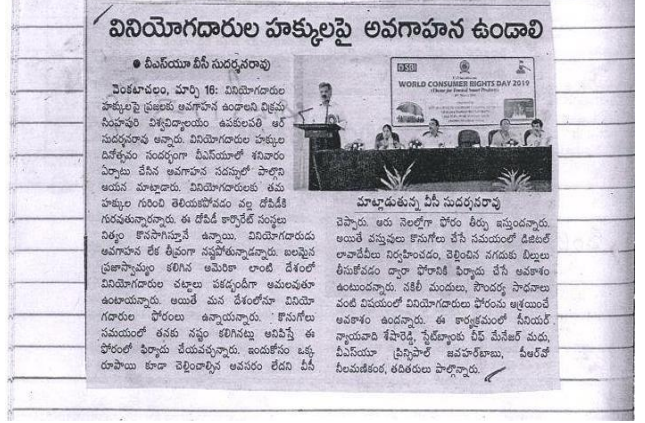 వినియోగదారుల హక్కులపై అవగాహన ఉండాలి
● వీఎస్‌యూ వీసీ సుదర్శనరావు
వెంకటాచలం, మార్చి 16: వినియోగదారుల
హక్కులపై ప్రజలకు అవగాహన ఉండాలని విక్రమ
సింహపురి విశ్వవిద్యాలయం ఉపకులపతి ఆర్
సుదర్శనరావు అన్నారు. వినియోగదారుల హక్కుల
దినోత్సవం సందర్భంగా వీఎస్‌యూలో శనివారం
ఏర్పాటు చేసిన అవగాహన సదస్సులో పాల్గొని
ఆయన మాట్లాడారు. వినియోగదారులకు తమ
హక్కుల గురించి తెలియకపోవడం వల్ల దోపిడీకి
గురవుతున్నారన్నారు. ఈ దోపిడీ కార్పొరేట్ సంస్థలు
నిత్యం కొనసాగిస్తూనే ఉన్నాయి. వినియోగదారుడు
అవగాహన లేక తీవ్రంగా నష్టపోతున్నాడన్నారు. బలమైన
ప్రజాస్వామ్యం కలిగిన అమెరికా లాంటి దేశంలో
వినియోగదారుల చట్టాలు పకడ్బందీగా అమలవుతూ
ఉంటాయన్నారు. అయితే మన దేశంలోనూ వినియో
గదారుల ఫోరంలు ఉన్నాయన్నారు. కొనుగోలు
సమయంలో తనకు నష్టం కలిగినట్లు అనిపిస్తే ఈ
ఫోరంలో ఫిర్యాదు చేయవచ్చన్నారు. ఇందుకోసం ఒక్క
రూపాయి కూడా చెల్లించాల్సిన అవసరం లేదని వీసీ
WORLD CONSUMER RIGHTS DAY 2019
మాట్లాడుతున్న వీసీ సుదర్శనరావు
చెప్పారు. ఆరు నెలల్లోగా ఫోరం తీర్పు ఇస్తుందన్నారు.
అయితే వస్తువులు కొనుగోలు చేసే సమయంలో డిజిటల్
లావాదేవీలు నిర్వహించడం, చెల్లించిన నగదుకు బిల్లులు
తీసుకోవడం ద్వారా ఫోరానికి ఫిర్యాదు చేసే అవకాశం
ఉంటుందన్నారు. నకిలీ మందులు, సౌందర్య సాధనాలు
వంటి విషయంలో వినియోగదారులు ఫోరంను ఆశ్రయించే
అవకాశం ఉందన్నారు. ఈ కార్యక్రమంలో సీనియర్
న్యాయవాది శేషారెడ్డి, స్టేట్‌బ్యాంకు చీఫ్ మేనేజర్ మధు,
వీఎస్‌యూ ప్రిన్సిపాల్ జవహర్‌బాబు, పీఆర్‌వో
నీలమణికంఠ, తదితరులు పాల్గొన్నారు.